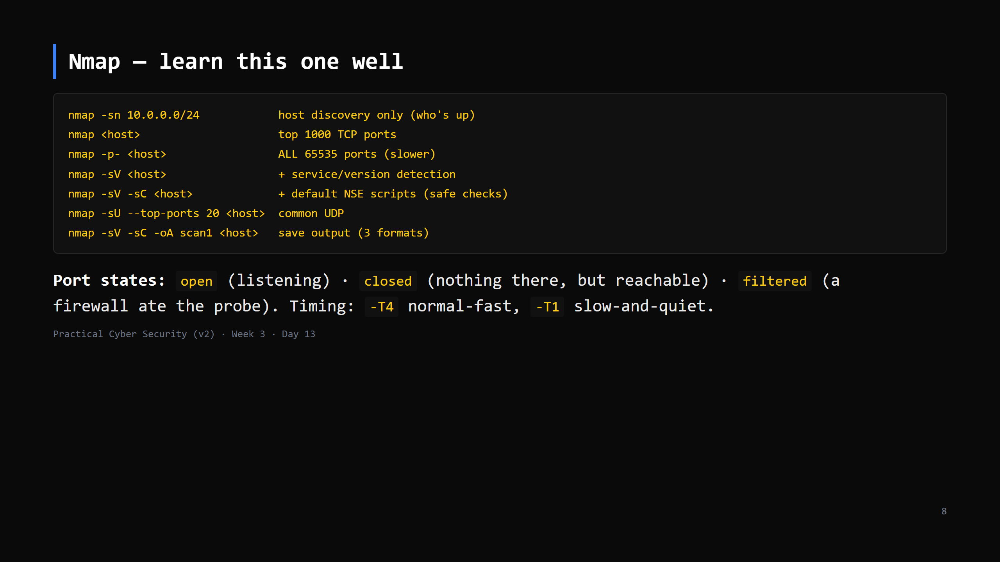 Nmap — learn this one well
nmap -sn 10.0.0.0/24            host discovery only (who's up)
nmap <host>                     top 1000 TCP ports
nmap -p- <host>                 ALL 65535 ports (slower)
nmap -sV <host>                 + service/version detection
nmap -sV -sC <host>             + default NSE scripts (safe checks)
nmap -sU --top-ports 20 <host>  common UDP
nmap -sV -sC -oA scan1 <host>   save output (3 formats)
Port states: open (listening) · closed (nothing there, but reachable) · filtered (a
firewall ate the probe). Timing: -T4 normal-fast, -T1 slow-and-quiet.
Practical Cyber Security (v2) · Week 3 · Day 13
8